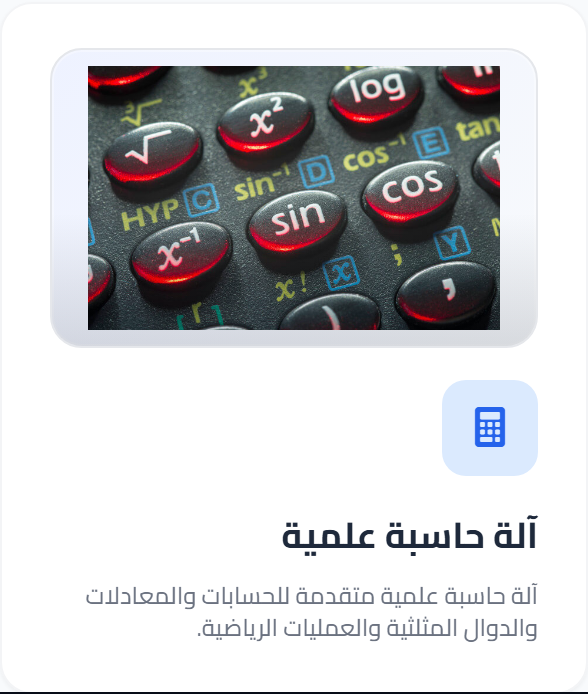 x³
log
√
x²
³√
tan
cos⁻¹ E
sin⁻¹ D
HYP C
cos
sin
x⁻¹
; Y
x! X
,
)
[r]
آلة حاسبة علمية
آلة حاسبة علمية متقدمة للحسابات والمعادلات
والدوال المثلثية والعمليات الرياضية.